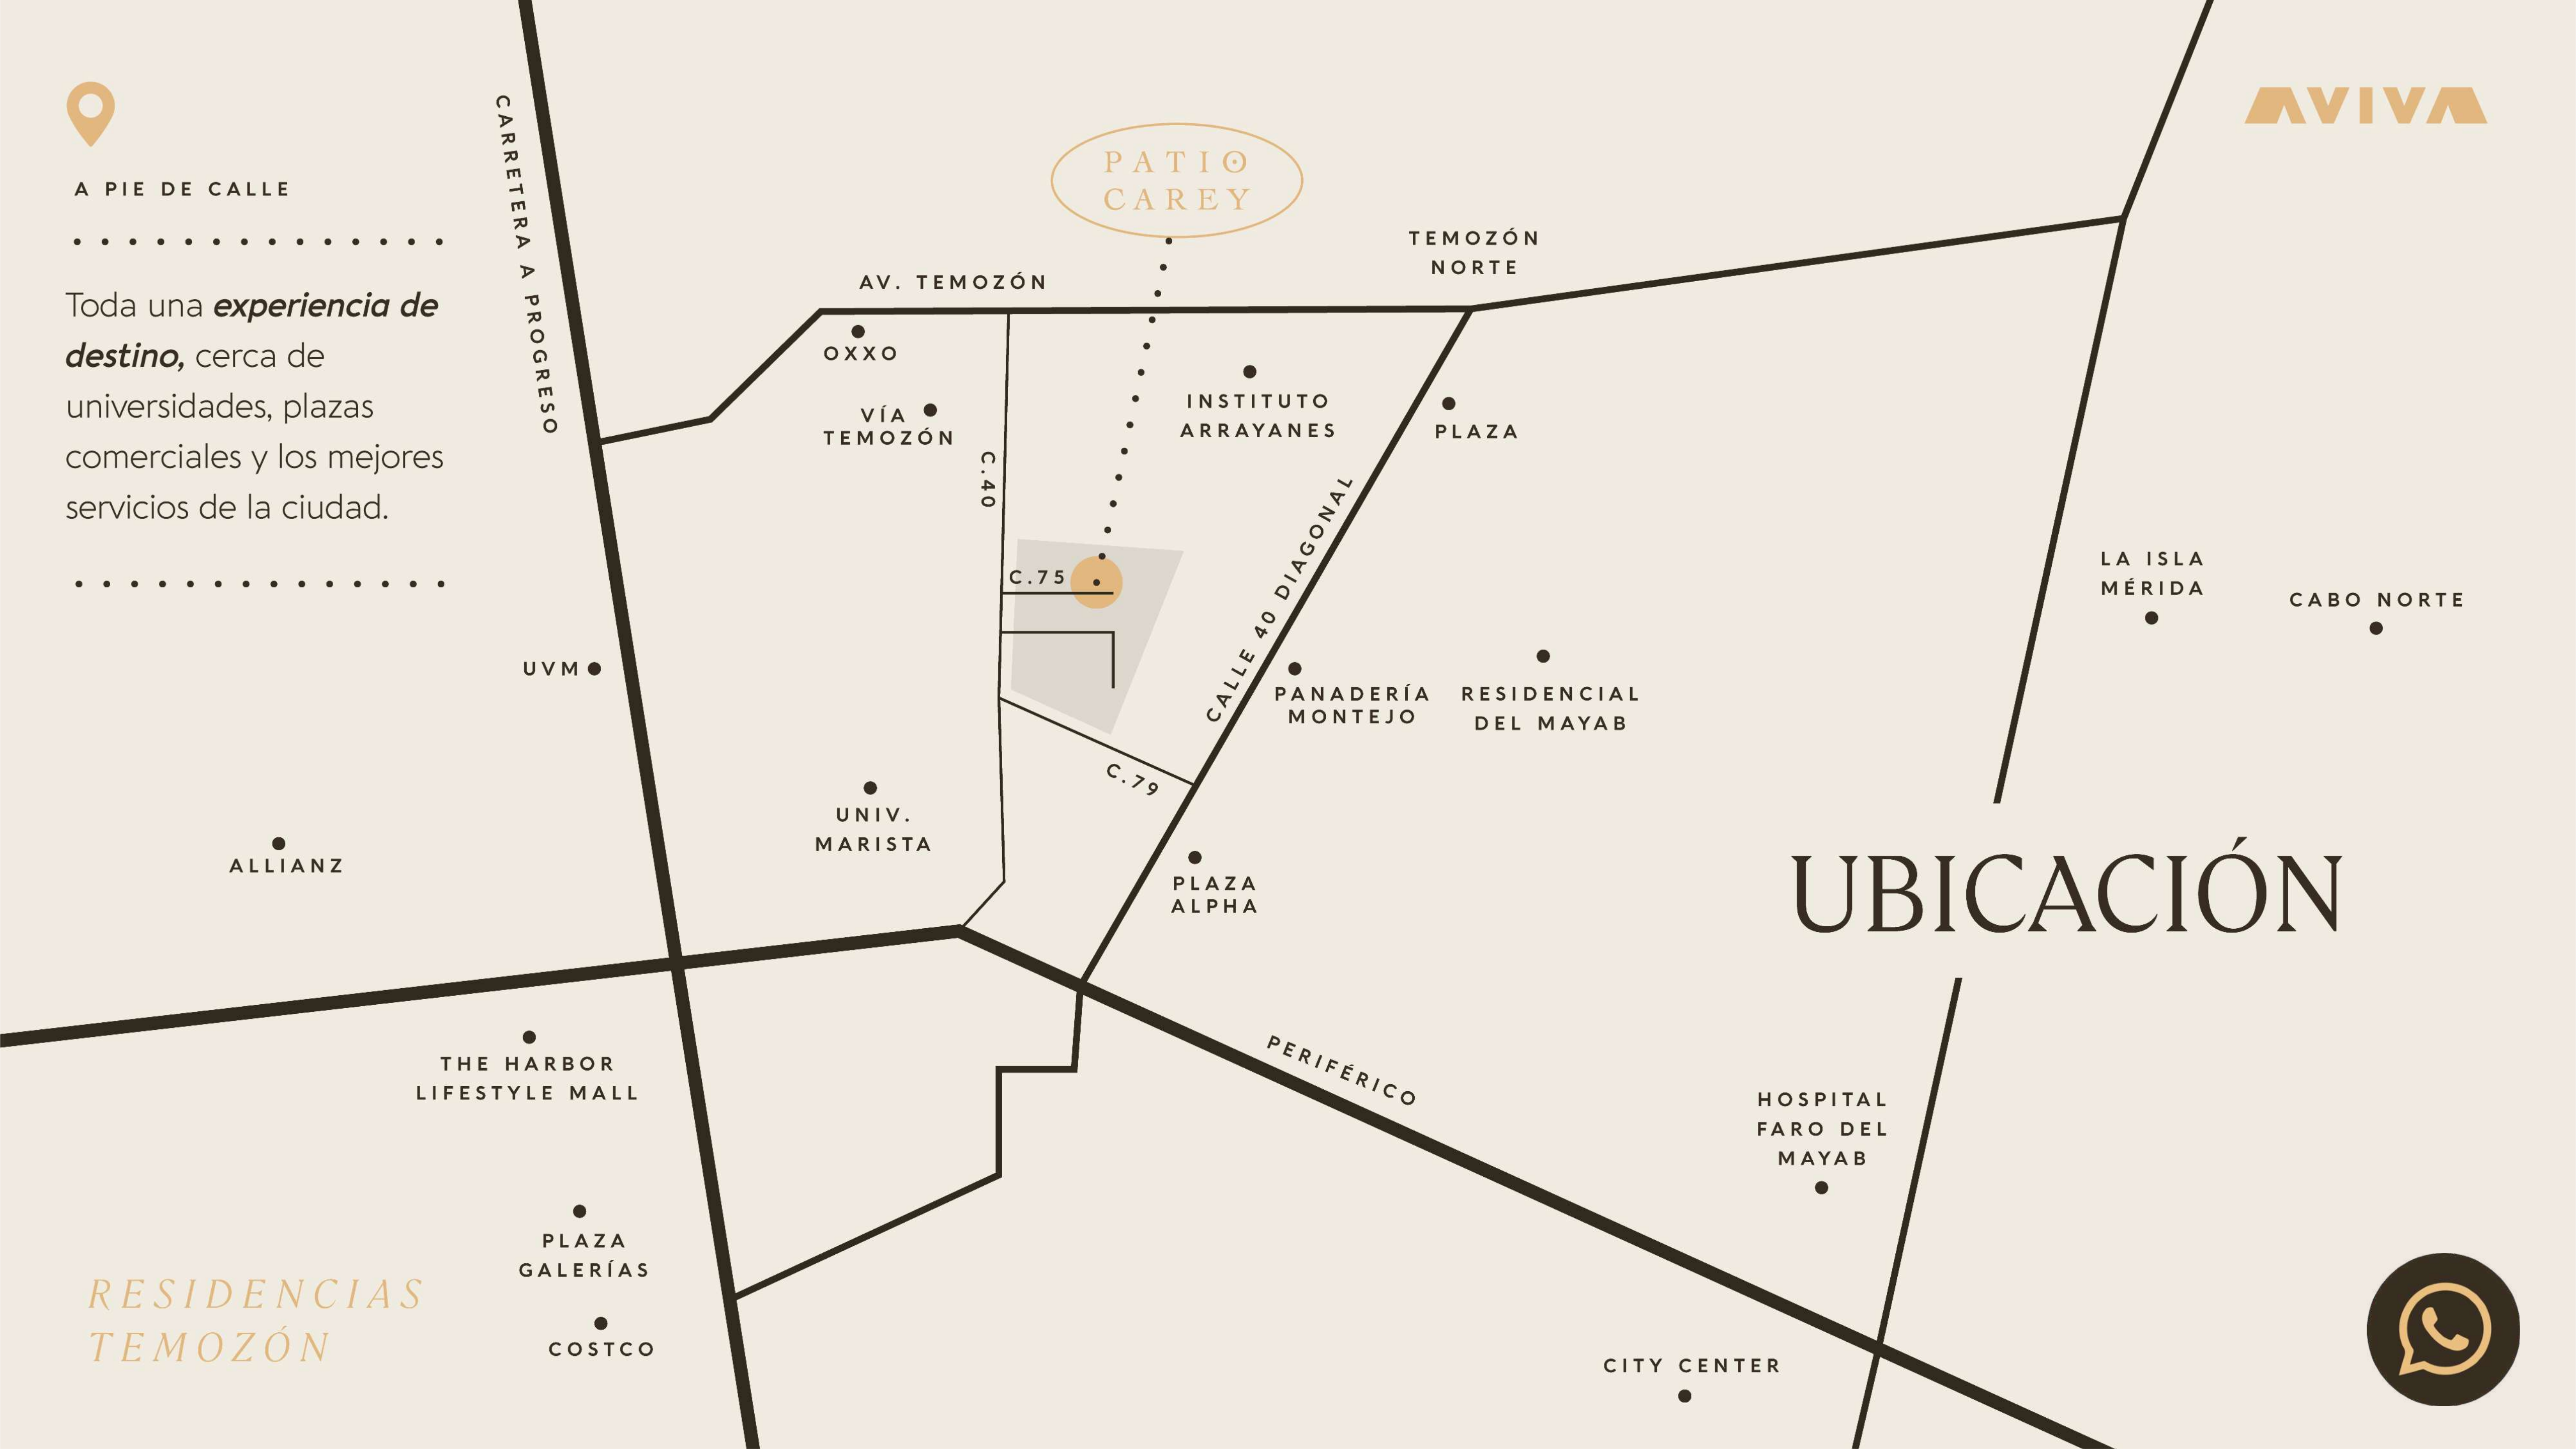 A PIE DE CALLE
Toda una experiencia de
destino, cerca de
universidades, plazas
comerciales y los mejores
servicios de la ciudad.
CARRETERA A PROGRESO
PATIO
CAREY
AVIVA
AV. TEMOZÓN
TEMOZÓN
NORTE
OXXO
VÍA
TEMOZÓN
C.40
INSTITUTO
ARRAYANES
PLAZA
C.75
CALLE 40 DIAGONAL
LA ISLA
MÉRIDA
CABO NORTE
UVM
PANADERÍA
MONTEJO
RESIDENCIAL
DEL MAYAB
C.79
UNIV.
MARISTA
ALLIANZ
PLAZA
ALPHA
UBICACIÓN
THE HARBOR
LIFESTYLE MALL
PERIFÉRICO
HOSPITAL
FARO DEL
MAYAB
PLAZA
GALERÍAS
COSTCO
CITY CENTER
RESIDENCIAS
TEMOZÓN